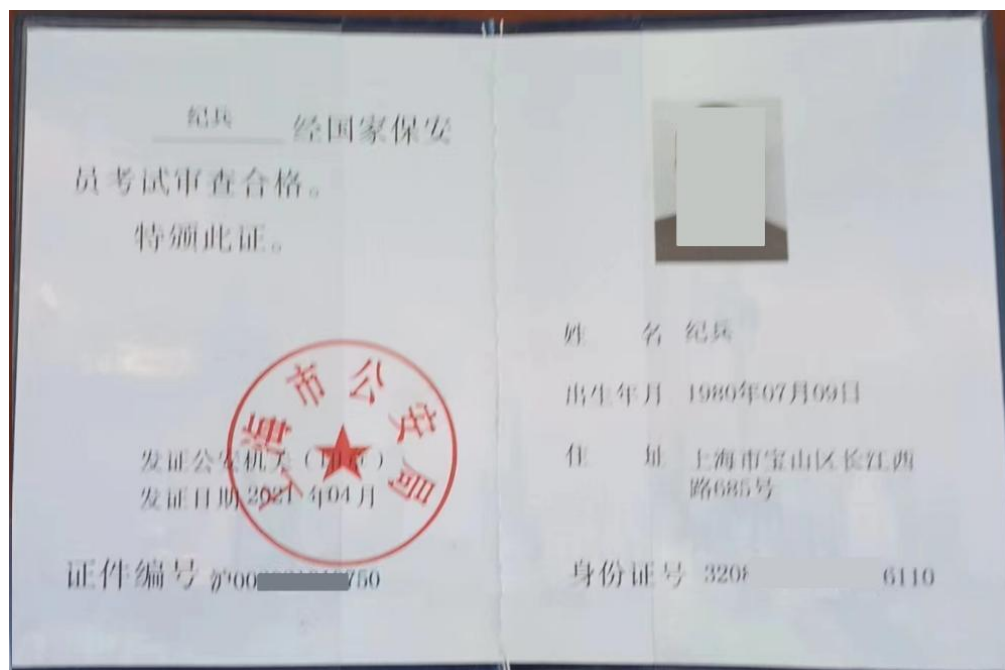 纪兵 经国家保安
员考试审查合格。
特颁此证。
上海市公安局
发证公安机关（印章）
发证日期 2021 年04月
证件编号 沪00 750
姓 名 纪兵
出生年月 1980年07月09日
住 址 上海市宝山区长江西
路685号
身份证号 320 6110